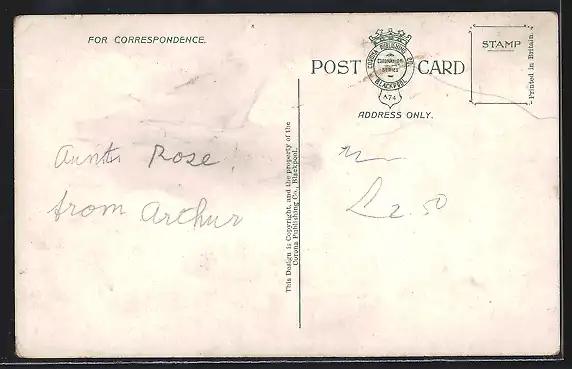 FOR CORRESPONDENCE.
POST CARD
CORONA PUBLISHING CO.
CORONATION
SERIES
BLACKPOOL
A74
ADDRESS ONLY.
STAMP
Printed in Britain.
This Design is Copyright, and the property of the
Corona Publishing Co., Blackpool.
Rose
from Archur
£2.50